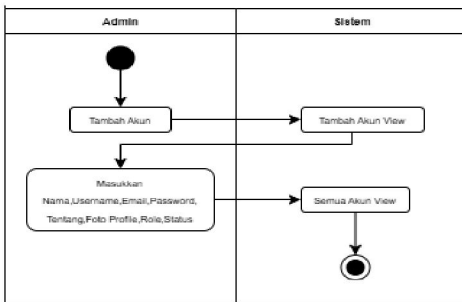 Admin
Sistem
Tambah Akun
Tambah Akun View
Masukkan
Nama,Username,Email,Password,
Tentang,Foto Profile,Role,Status
Semua Akun View